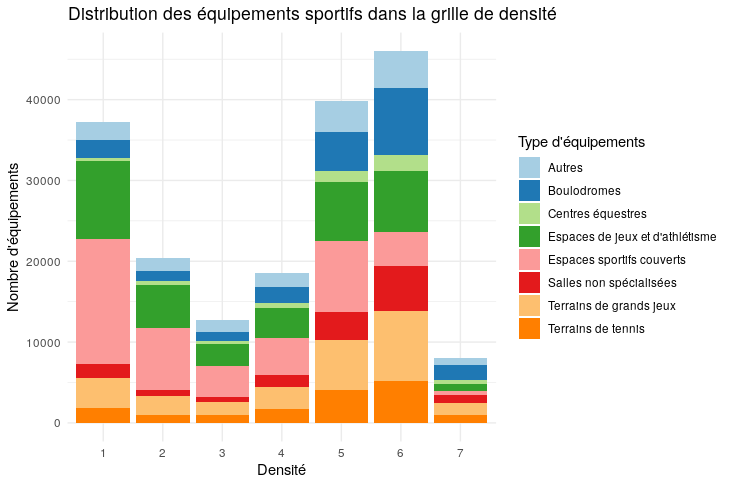 Distribution des équipements sportifs dans la grille de densité
Nombre d'équipements
40000
30000
20000
10000
0
1 2 3 4 5 6 7
Densité
Type d'équipements
Autres
Boulodromes
Centres équestres
Espaces de jeux et d'athlétisme
Espaces sportifs couverts
Salles non spécialisées
Terrains de grands jeux
Terrains de tennis